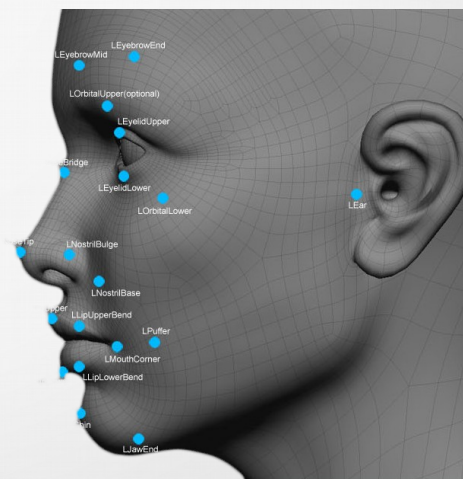 LEyebrowEnd
LEyebrowMid
LOrbitalUpper(optional)
LEyelidUpper
Bridge
LEyelidLower
LEar
LOrbitalLower
LNostrilBulge
LNostrilBase
LLipUpperBend
LPuffer
LMouthCorner
LLipLowerBend
LJawEnd